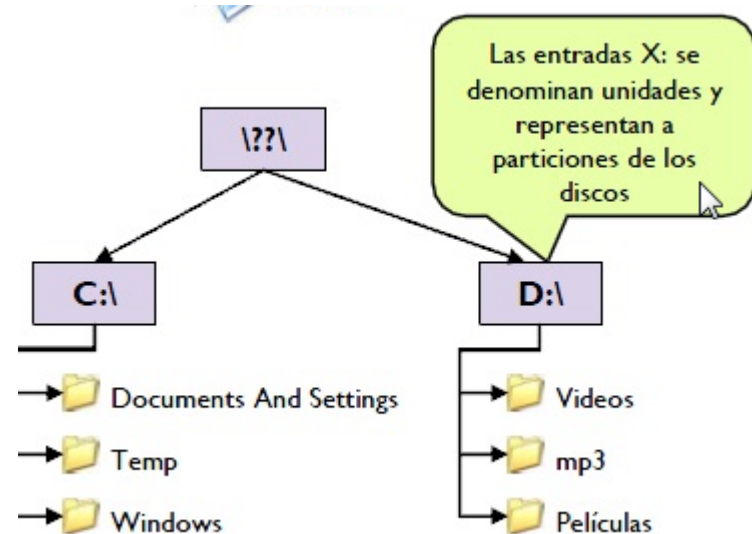 Las entradas X: se
denominan unidades y
representan a
particiones de los
discos
\??\
C:\
D:\
Documents And Settings
Temp
Windows
Videos
mp3
Películas